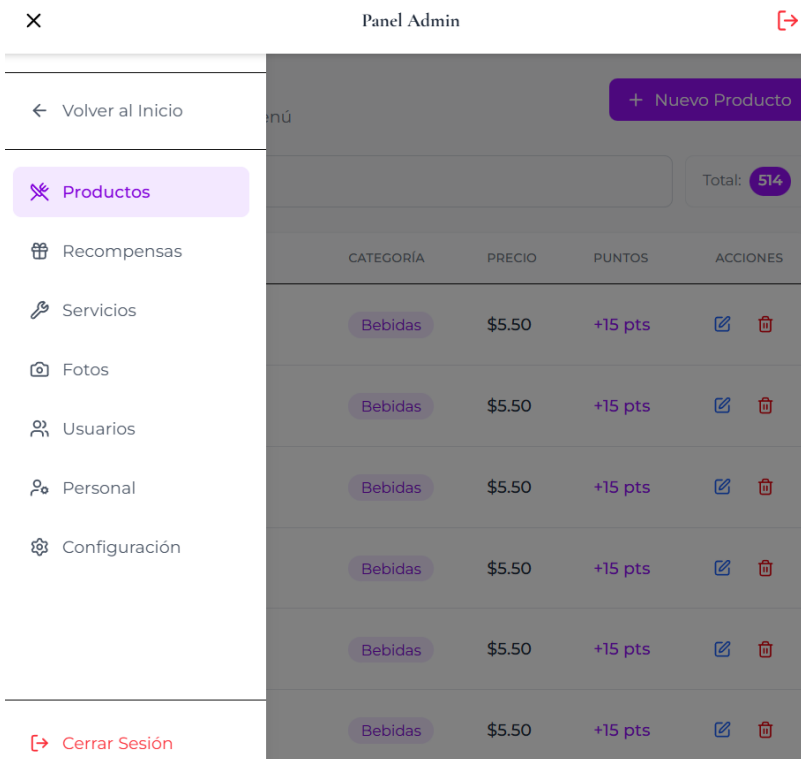 Panel Admin
Volver al Inicio
+ Nuevo Producto
nú
Productos
Total: 514
Recompensas
CATEGORÍA PRECIO PUNTOS ACCIONES
Servicios
Bebidas $5.50 +15 pts
Fotos
Bebidas $5.50 +15 pts
Usuarios
Personal
Bebidas $5.50 +15 pts
Configuración
Bebidas $5.50 +15 pts
Bebidas $5.50 +15 pts
Bebidas $5.50 +15 pts
Cerrar Sesión